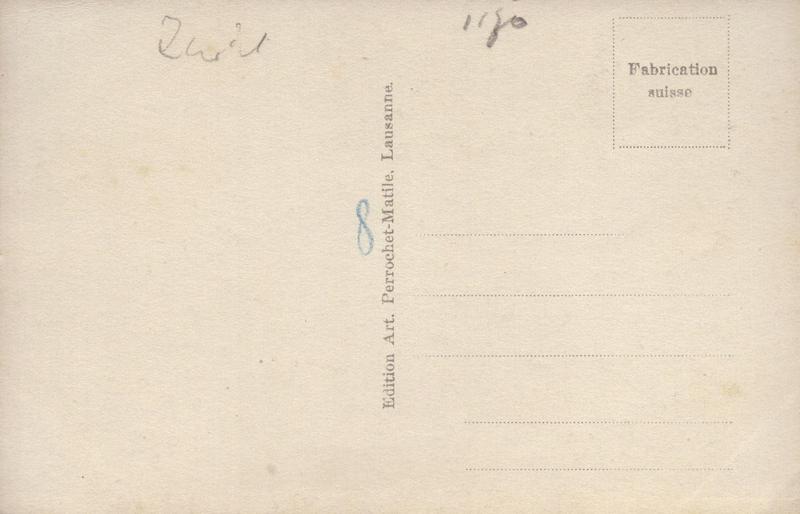 Fabrication
suisse
Edition Art. Perrochet-Matile, Lausanne.
8